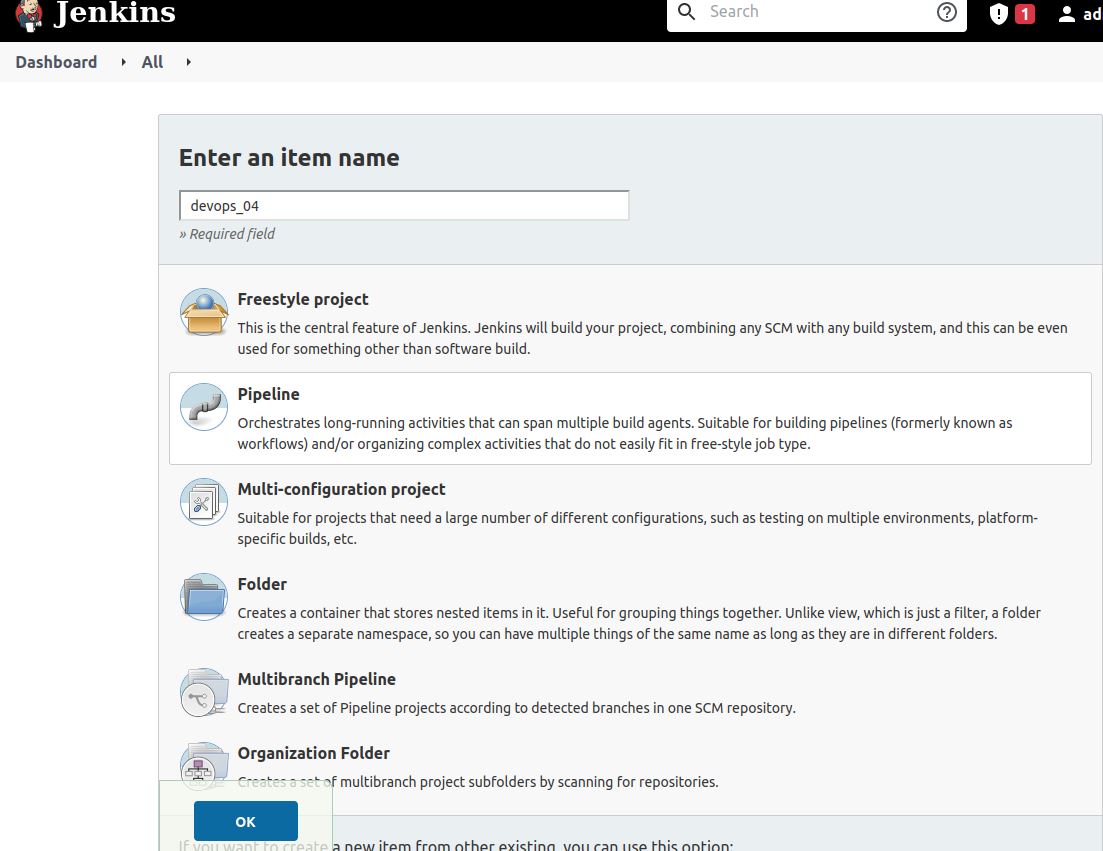 Jenkins
Search
1
ad
Dashboard
All
Enter an item name
devops_04
» Required field
Freestyle project
This is the central feature of Jenkins. Jenkins will build your project, combining any SCM with any build system, and this can be even
used for something other than software build.
Pipeline
Orchestrates long-running activities that can span multiple build agents. Suitable for building pipelines (formerly known as
workflows) and/or organizing complex activities that do not easily fit in free-style job type.
Multi-configuration project
Suitable for projects that need a large number of different configurations, such as testing on multiple environments, platform-
specific builds, etc.
Folder
Creates a container that stores nested items in it. Useful for grouping things together. Unlike view, which is just a filter, a folder
creates a separate namespace, so you can have multiple things of the same name as long as they are in different folders.
Multibranch Pipeline
Creates a set of Pipeline projects according to detected branches in one SCM repository.
Organization Folder
Creates a set of multibranch project subfolders by scanning for repositories.
OK
If you want to create a new item from other existing, you can use this option: